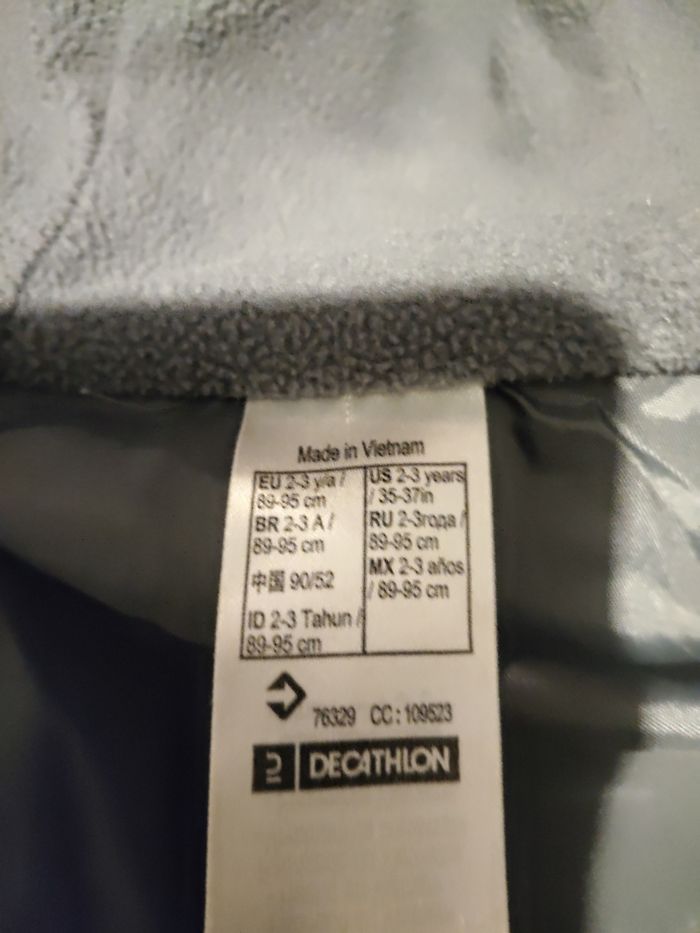 Made in Vietnam
EU 2-3 y/a /
89-95 cm
BR 2-3 A /
89-95 cm
中国 90/52
ID 2-3 Tahun /
89-95 cm
US 2-3 years
/ 35-37in
RU 2-3года /
89-95 cm
MX 2-3 años
/ 89-95 cm
76329 CC : 109523
DECATHLON